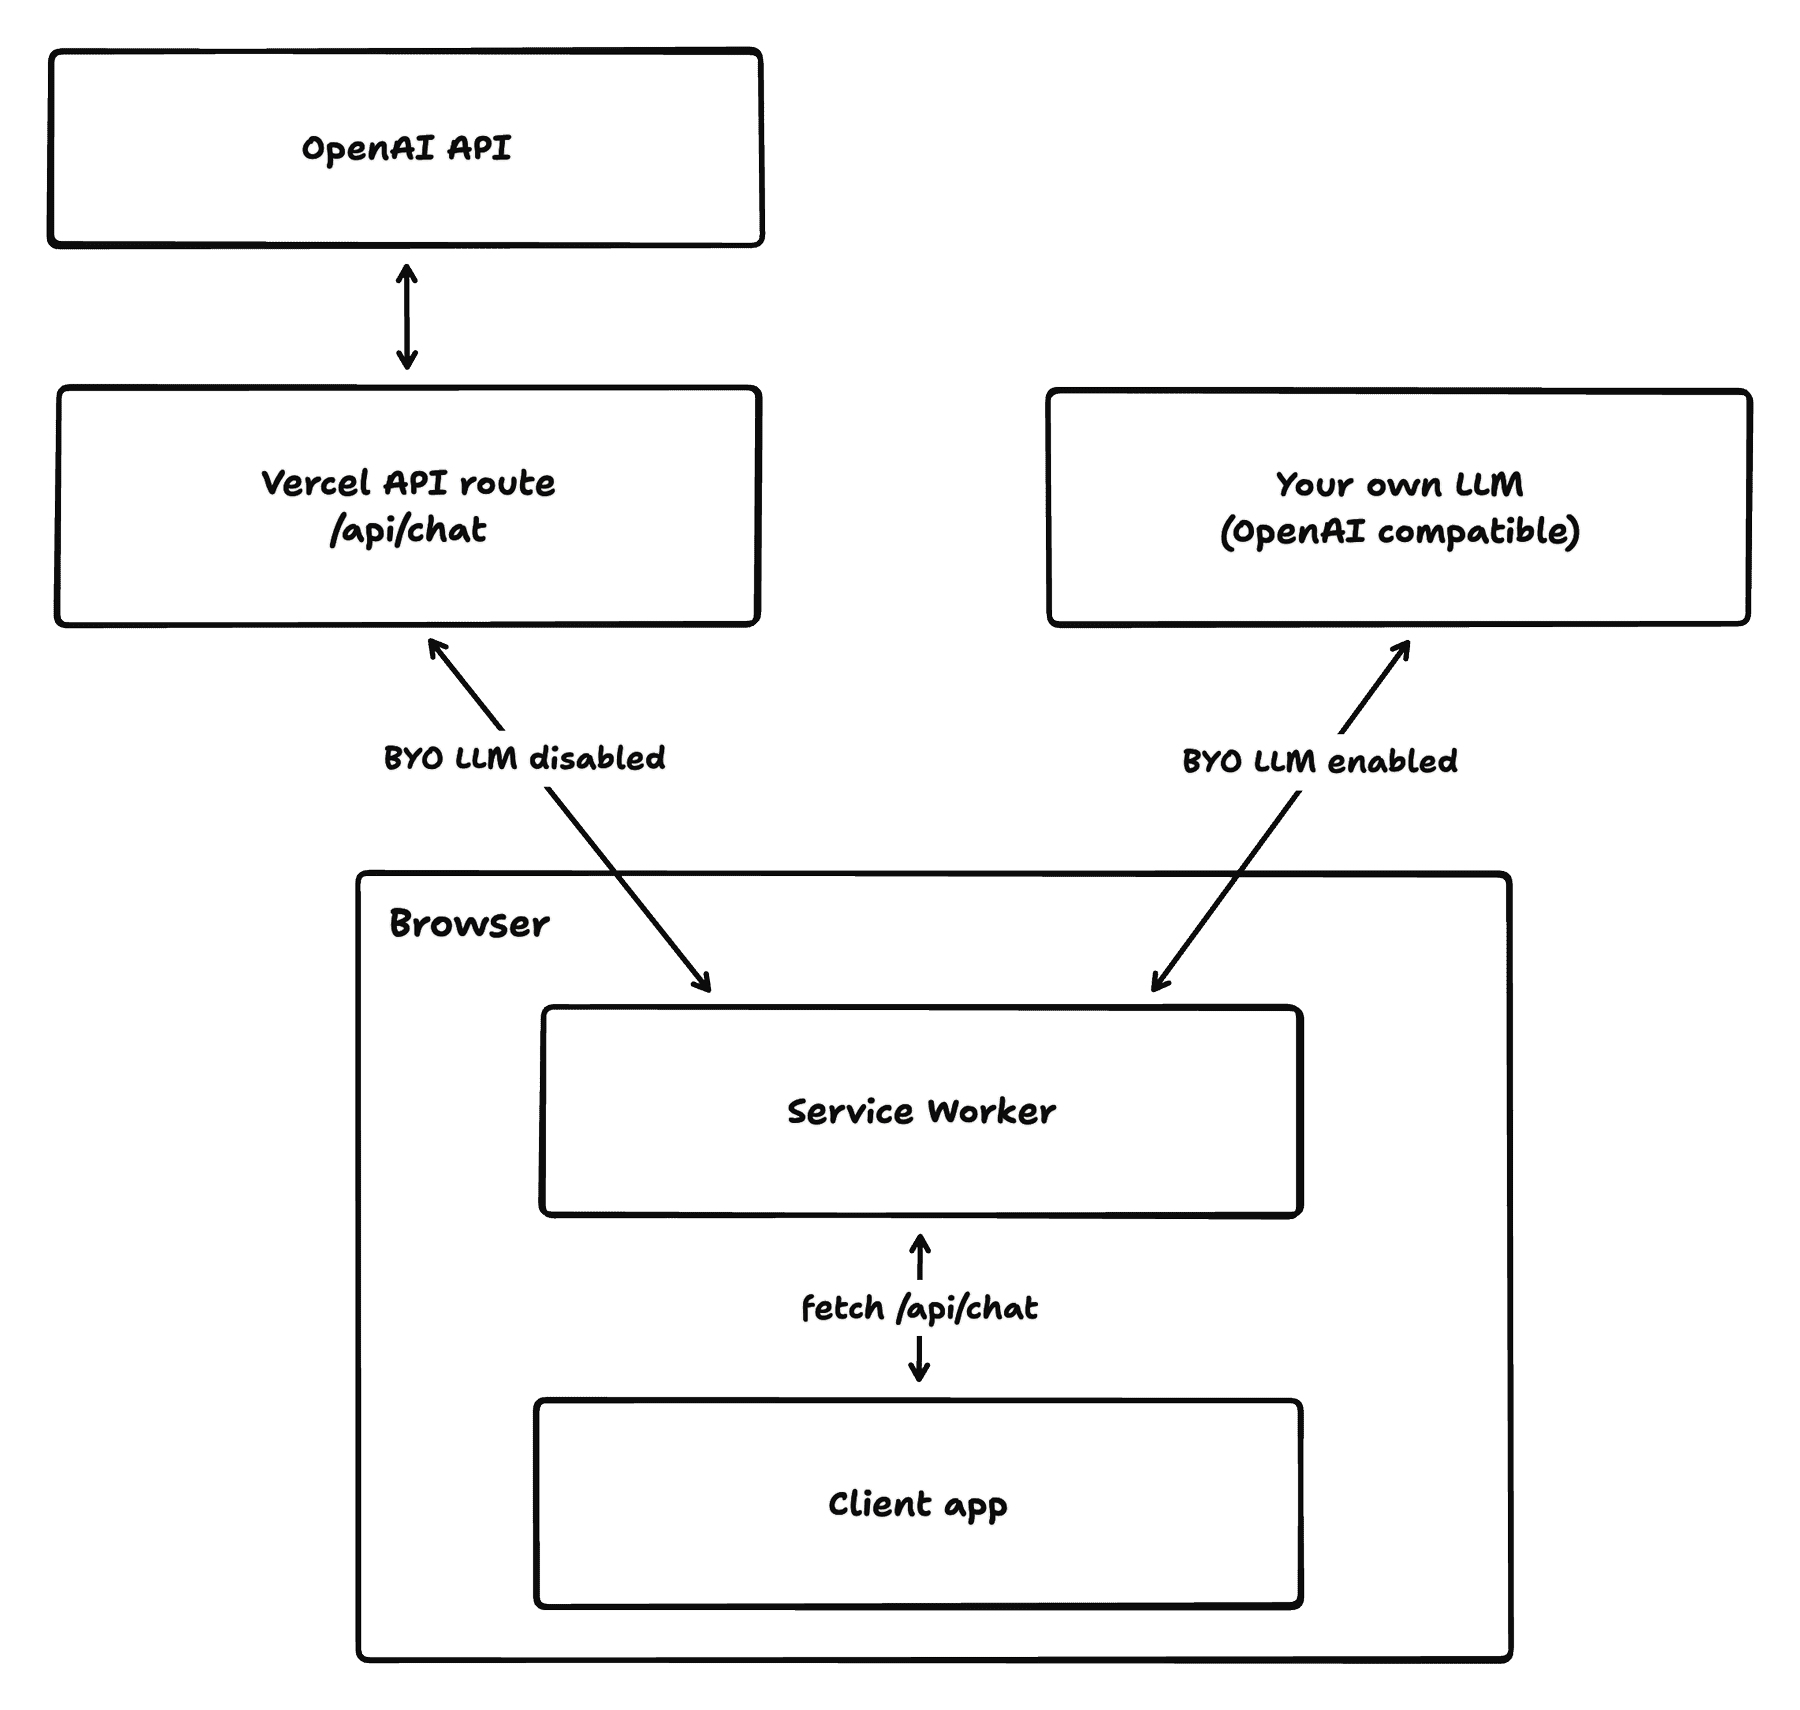 OpenAI API
Vercel API route
/api/chat
Your own LLM
(OpenAI compatible)
BYO LLM disabled
BYO LLM enabled
Browser
Service Worker
fetch /api/chat
Client app